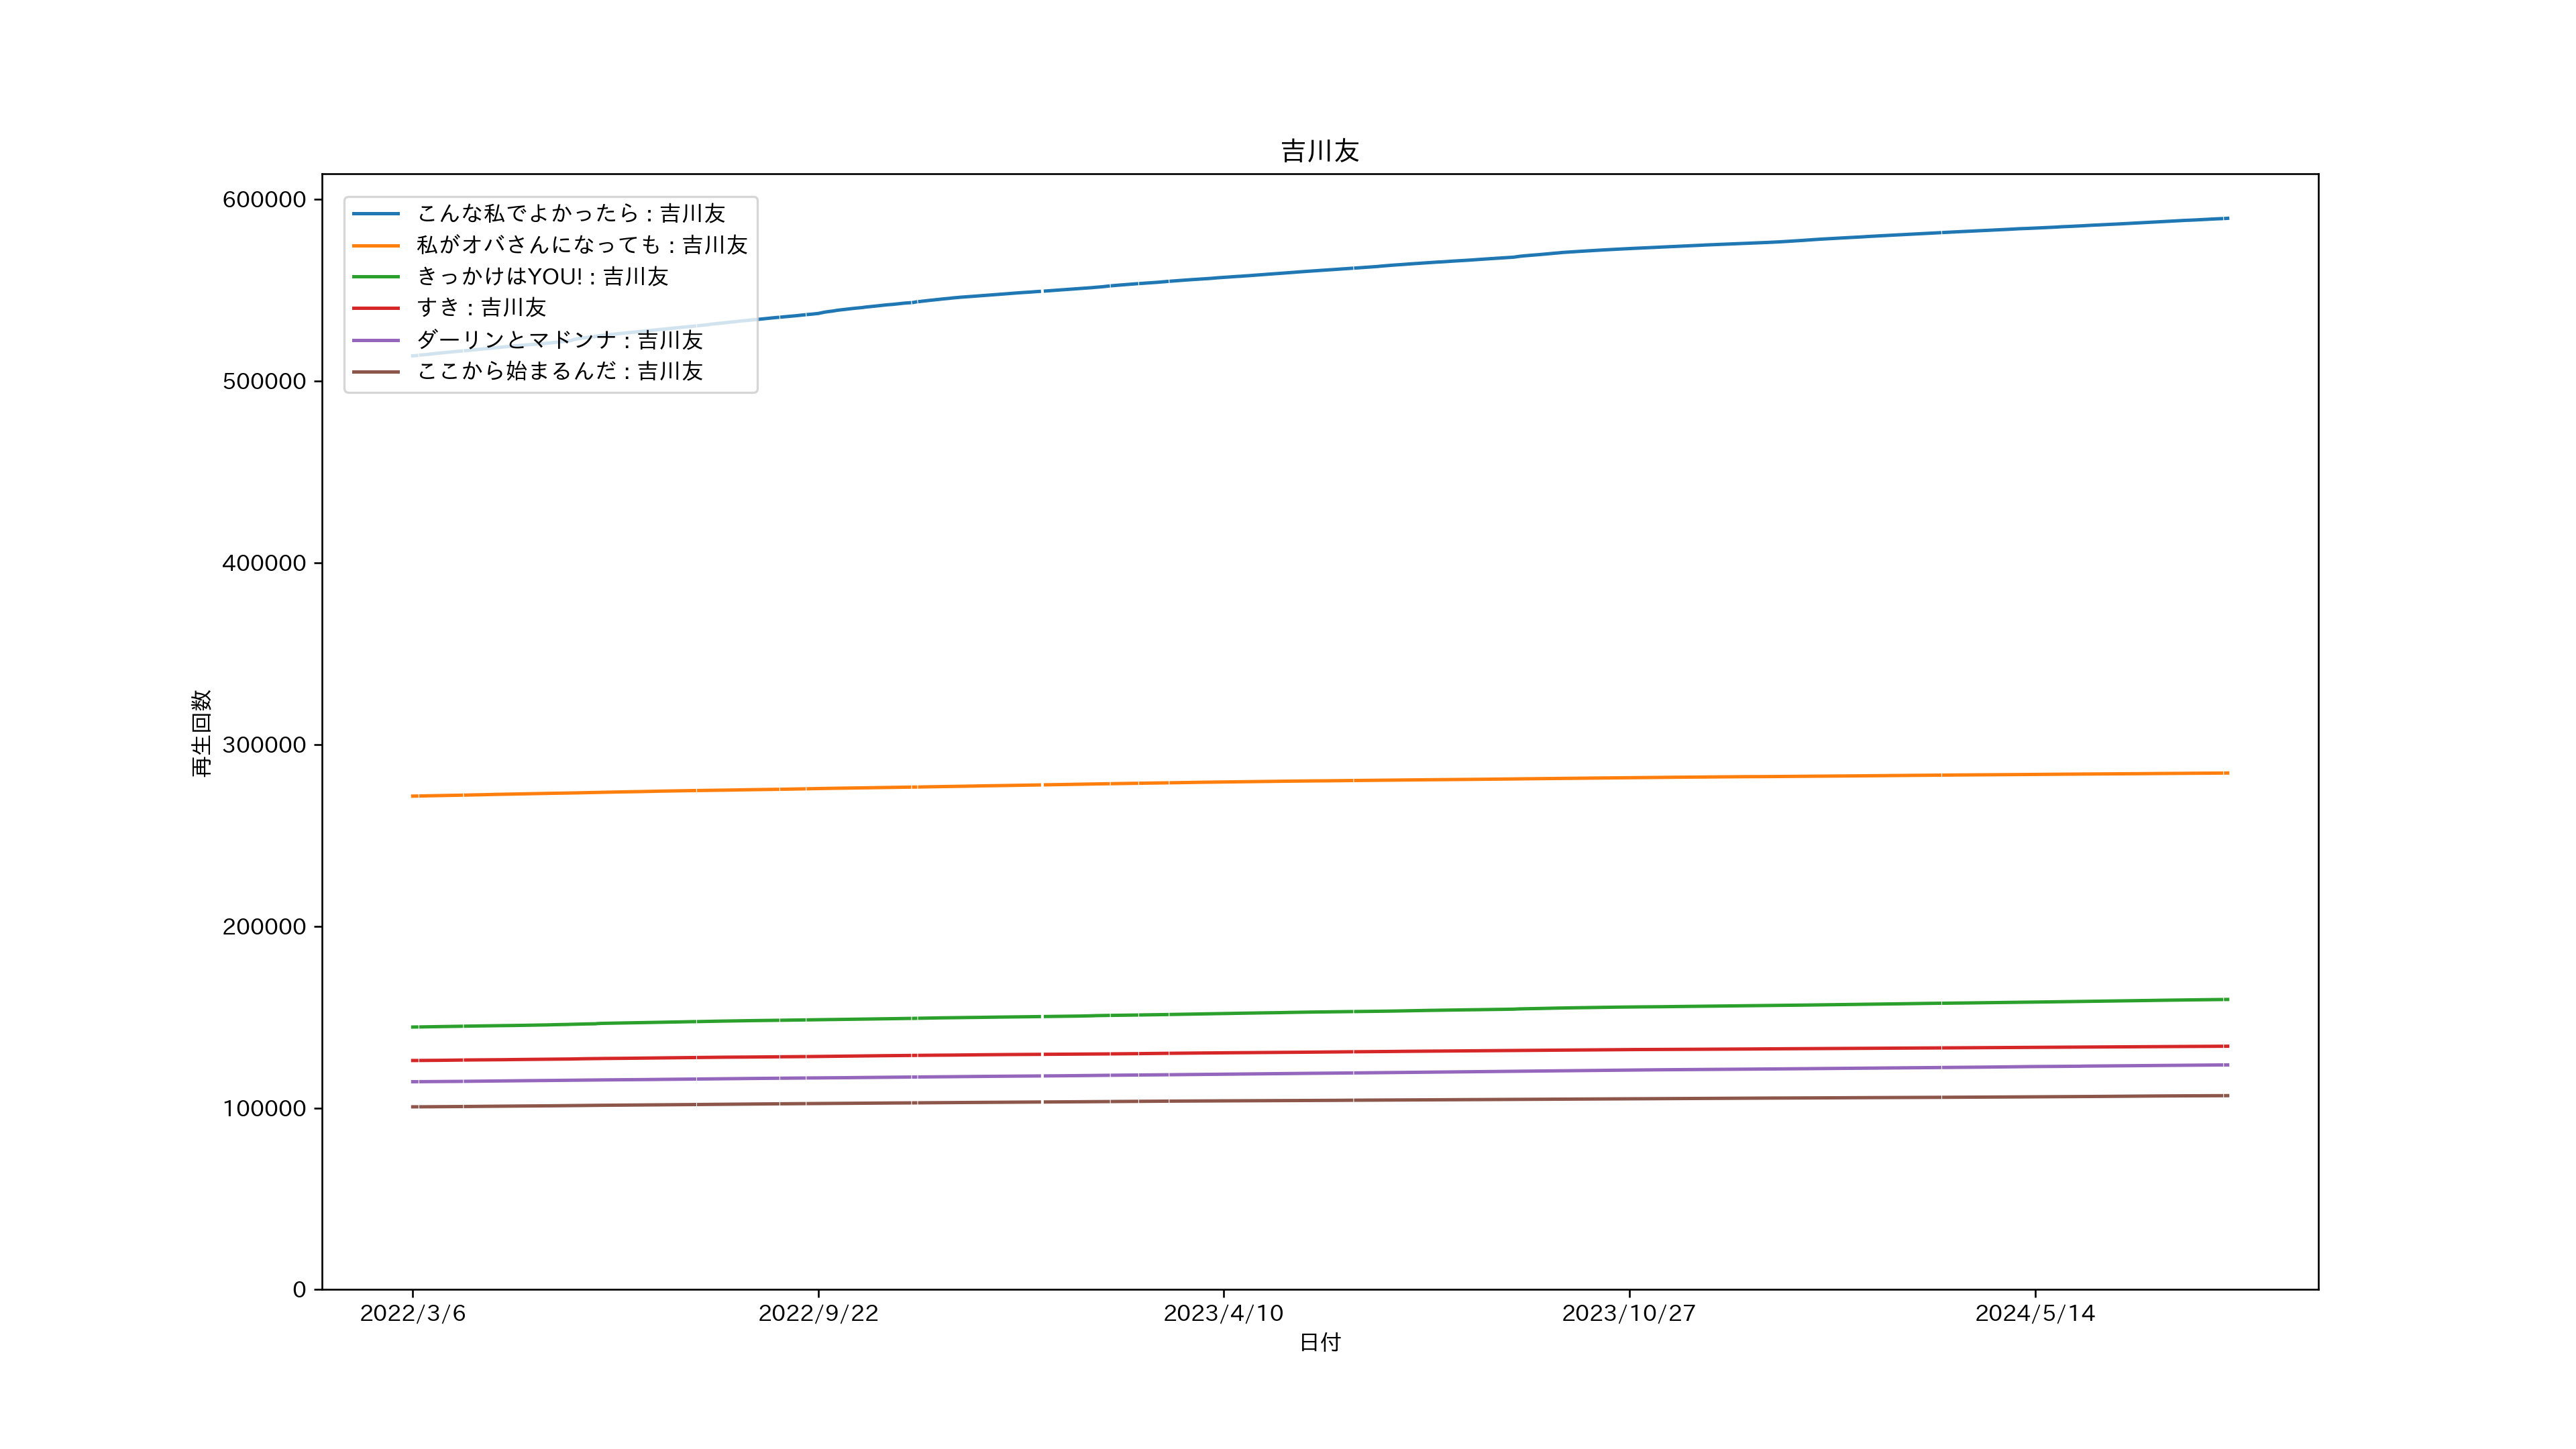 吉川友
600000
500000
400000
300000
200000
100000
0
再生回数
こんな私でよかったら : 吉川友
私がオバさんになっても : 吉川友
きっかけはYOU! : 吉川友
すき : 吉川友
ダーリンとマドンナ : 吉川友
ここから始まるんだ : 吉川友
2022/3/6
2022/9/22
2023/4/10
2023/10/27
2024/5/14
日付